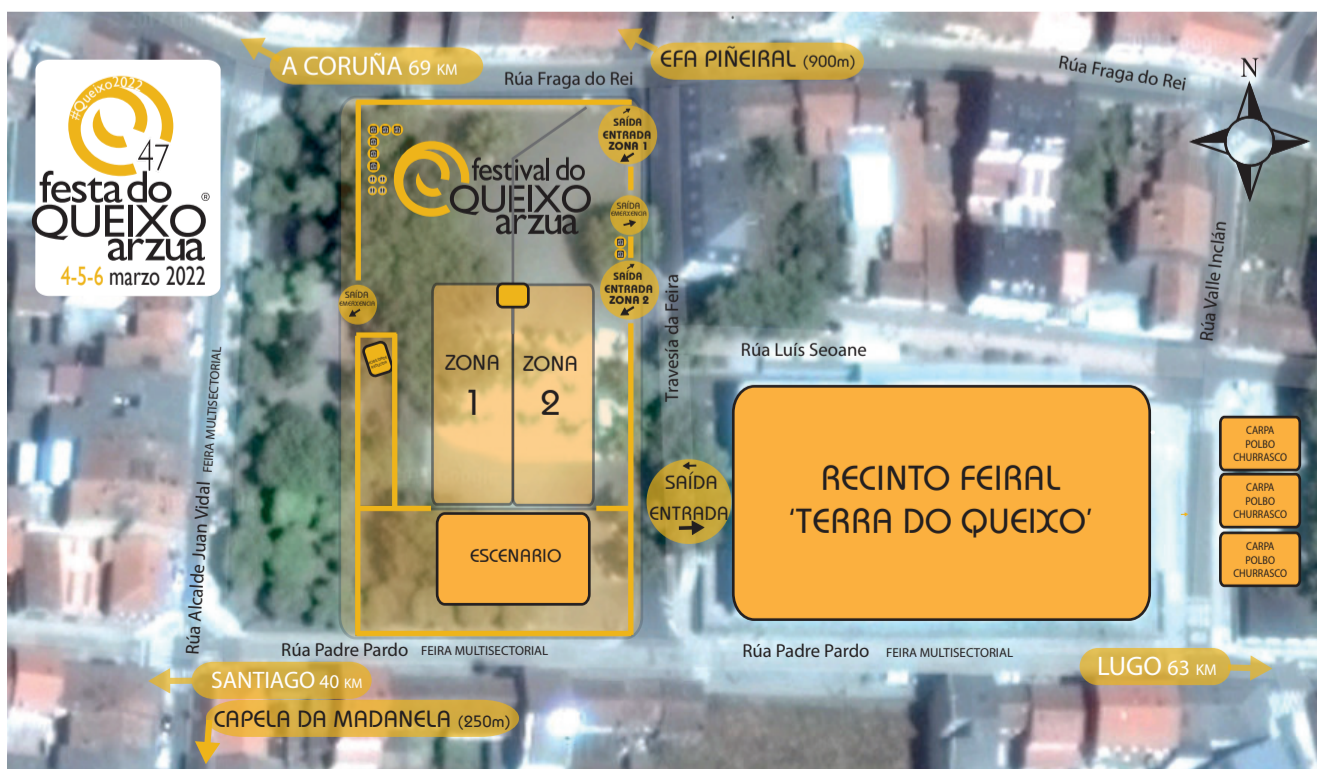 A CORUÑA 69 KM
EFA PIÑEIRAL (900m)
Rúa Fraga do Rei
Rúa Fraga do Rei
N
#Queixo2022
47
festa do
QUEIXO®
arzua
4-5-6 marzo 2022
festival do
QUEIXO
arzua
SAÍDA
ENTRADA
ZONA 1
SAÍDA
EMERXENCIA
SAÍDA
ENTRADA
ZONA 2
SAÍDA
EMERXENCIA
ZONA
1
ZONA
2
ESCENARIO
Travesía da Feira
Rúa Luís Seoane
Rúa Valle Inclán
SAÍDA
ENTRADA
RECINTO FEIRAL
‘TERRA DO QUEIXO’
CARPA
POLBO
CHURRASCO
CARPA
POLBO
CHURRASCO
CARPA
POLBO
CHURRASCO
Rúa Alcalde Juan Vidal FEIRA MULTISECTORIAL
Rúa Padre Pardo FEIRA MULTISECTORIAL
Rúa Padre Pardo FEIRA MULTISECTORIAL
SANTIAGO 40 KM
CAPELA DA MADANELA (250m)
LUGO 63 KM